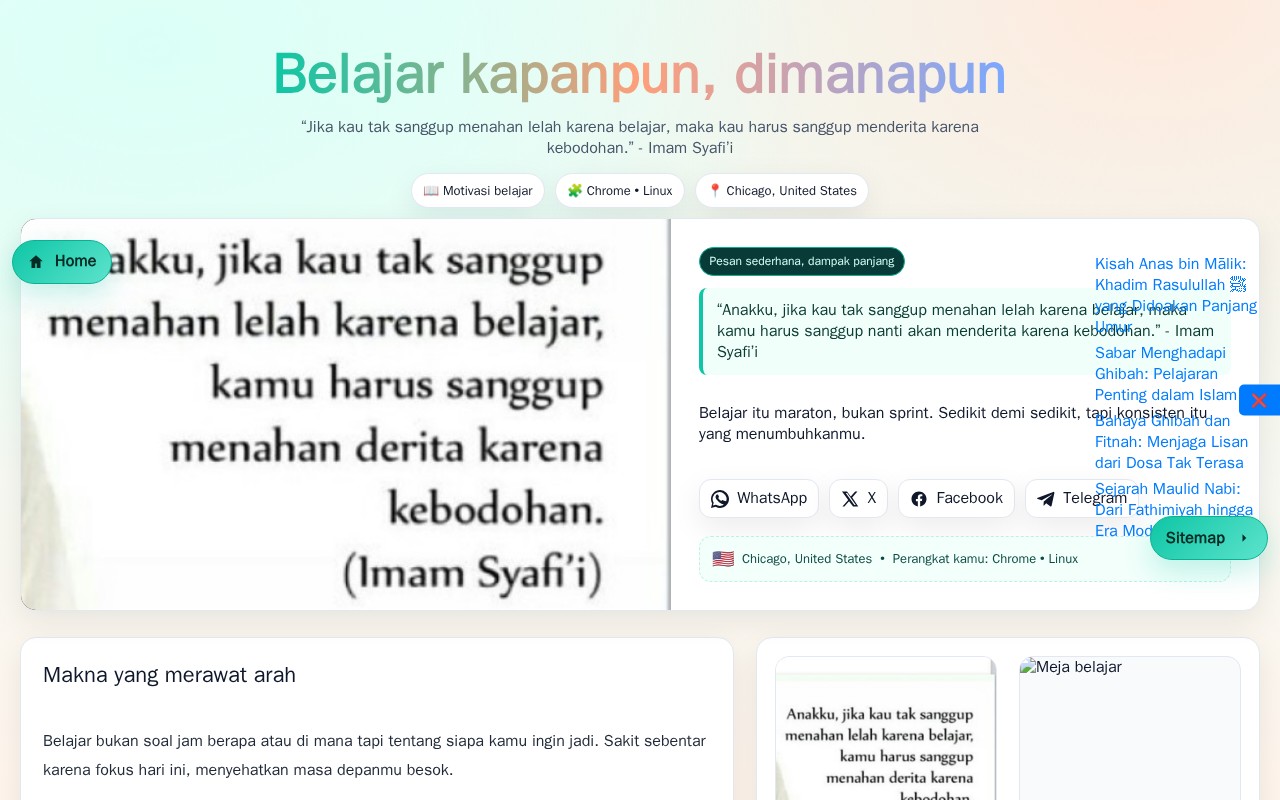 Belajar kapanpun, dimanapun
“Jika kau tak sanggup menahan lelah karena belajar, maka kau harus sanggup menderita karena
kebodohan.” - Imam Syafi’i
📖 Motivasi belajar
🧩 Chrome • Linux
📍 Chicago, United States
Home
akku, jika kau tak sanggup
menahan lelah karena belajar,
kamu harus sanggup
menahan derita karena
kebodohan.
(Imam Syafi’i)
Pesan sederhana, dampak panjang
“Anakku, jika kau tak sanggup menahan lelah karena belajar, maka
kamu harus sanggup nanti akan menderita karena kebodohan.” - Imam
Syafi’i
Belajar itu maraton, bukan sprint. Sedikit demi sedikit, tapi konsisten itu
yang menumbuhkanmu.
WhatsApp
X
Facebook
Telegram
🇺🇸 Chicago, United States • Perangkat kamu: Chrome • Linux
Kisah Anas bin Mālik:
Khadim Rasulullah ﷺ
yang Didoakan Panjang
Umur
Sabar Menghadapi
Ghibah: Pelajaran
Penting dalam Islam
Bahaya Ghibah dan
Fitnah: Menjaga Lisan
dari Dosa Tak Terasa
Sejarah Maulid Nabi:
Dari Fathimiyah hingga
Era Mod
Sitemap
Makna yang merawat arah
Belajar bukan soal jam berapa atau di mana tapi tentang siapa kamu ingin jadi. Sakit sebentar
karena fokus hari ini, menyehatkan masa depanmu besok.
Anakku, jika kau tak sanggup
menahan lelah karena belajar,
kamu harus sanggup
menahan derita karena
kebodohan.
Meja belajar